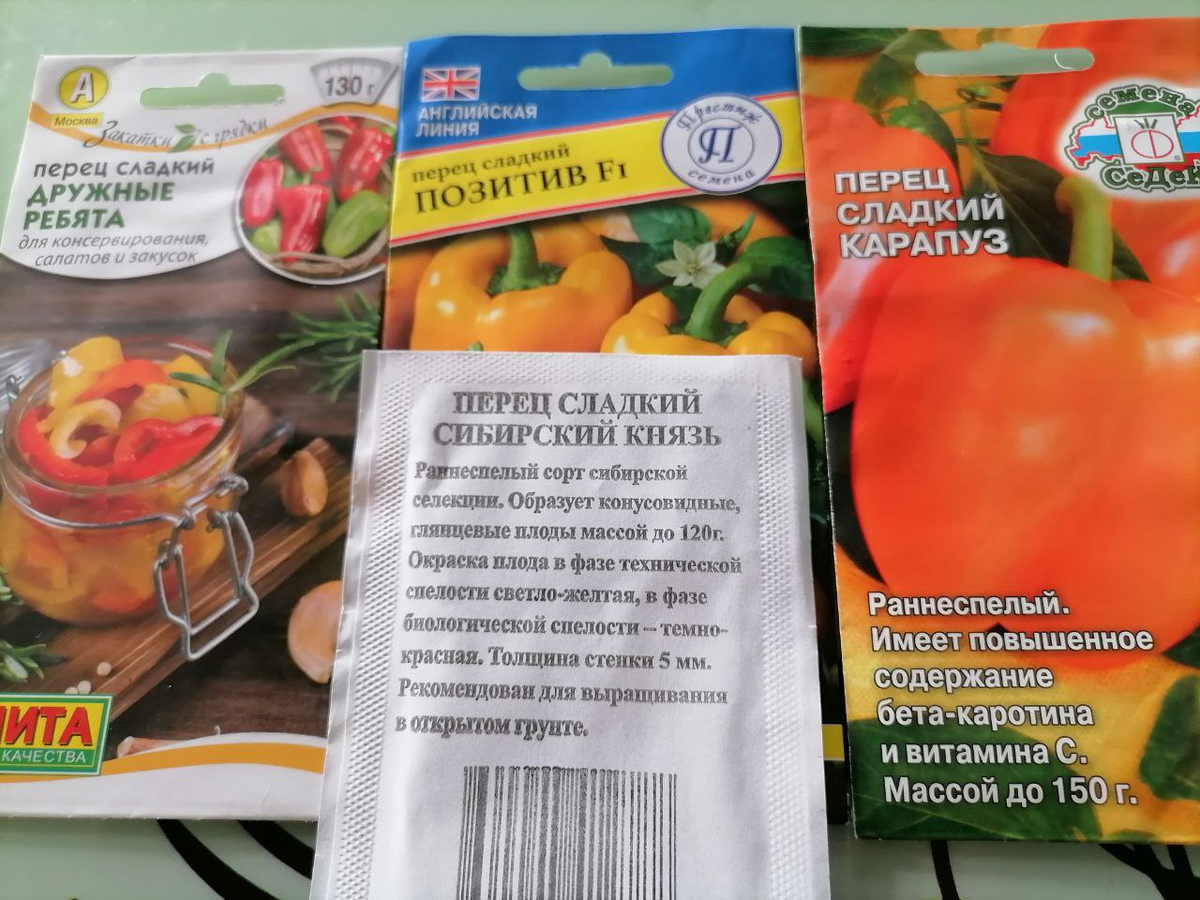 А
Москва
Закатки с грядки
130 г
перец сладкий
ДРУЖНЫЕ
РЕБЯТА
для консервирования,
салатов и закусок
КАЧЕСТВА
АНГЛИЙСКАЯ
ЛИНИЯ
Престиж
П
семена
перец сладкий
ПОЗИТИВ F1
семена
СеДеК
ПЕРЕЦ
СЛАДКИЙ
КАРАПУЗ
Раннеспелый.
Имеет повышенное
содержание
бета-каротина
и витамина С.
Массой до 150 г.
ПЕРЕЦ СЛАДКИЙ
СИБИРСКИЙ КНЯЗЬ
Раннеспелый сорт сибирской
селекции. Образует конусовидные,
глянцевые плоды массой до 120г.
Окраска плода в фазе технической
спелости светло-желтая, в фазе
биологической спелости – темно-
красная. Толщина стенки 5 мм.
Рекомендован для выращивания
в открытом грунте.